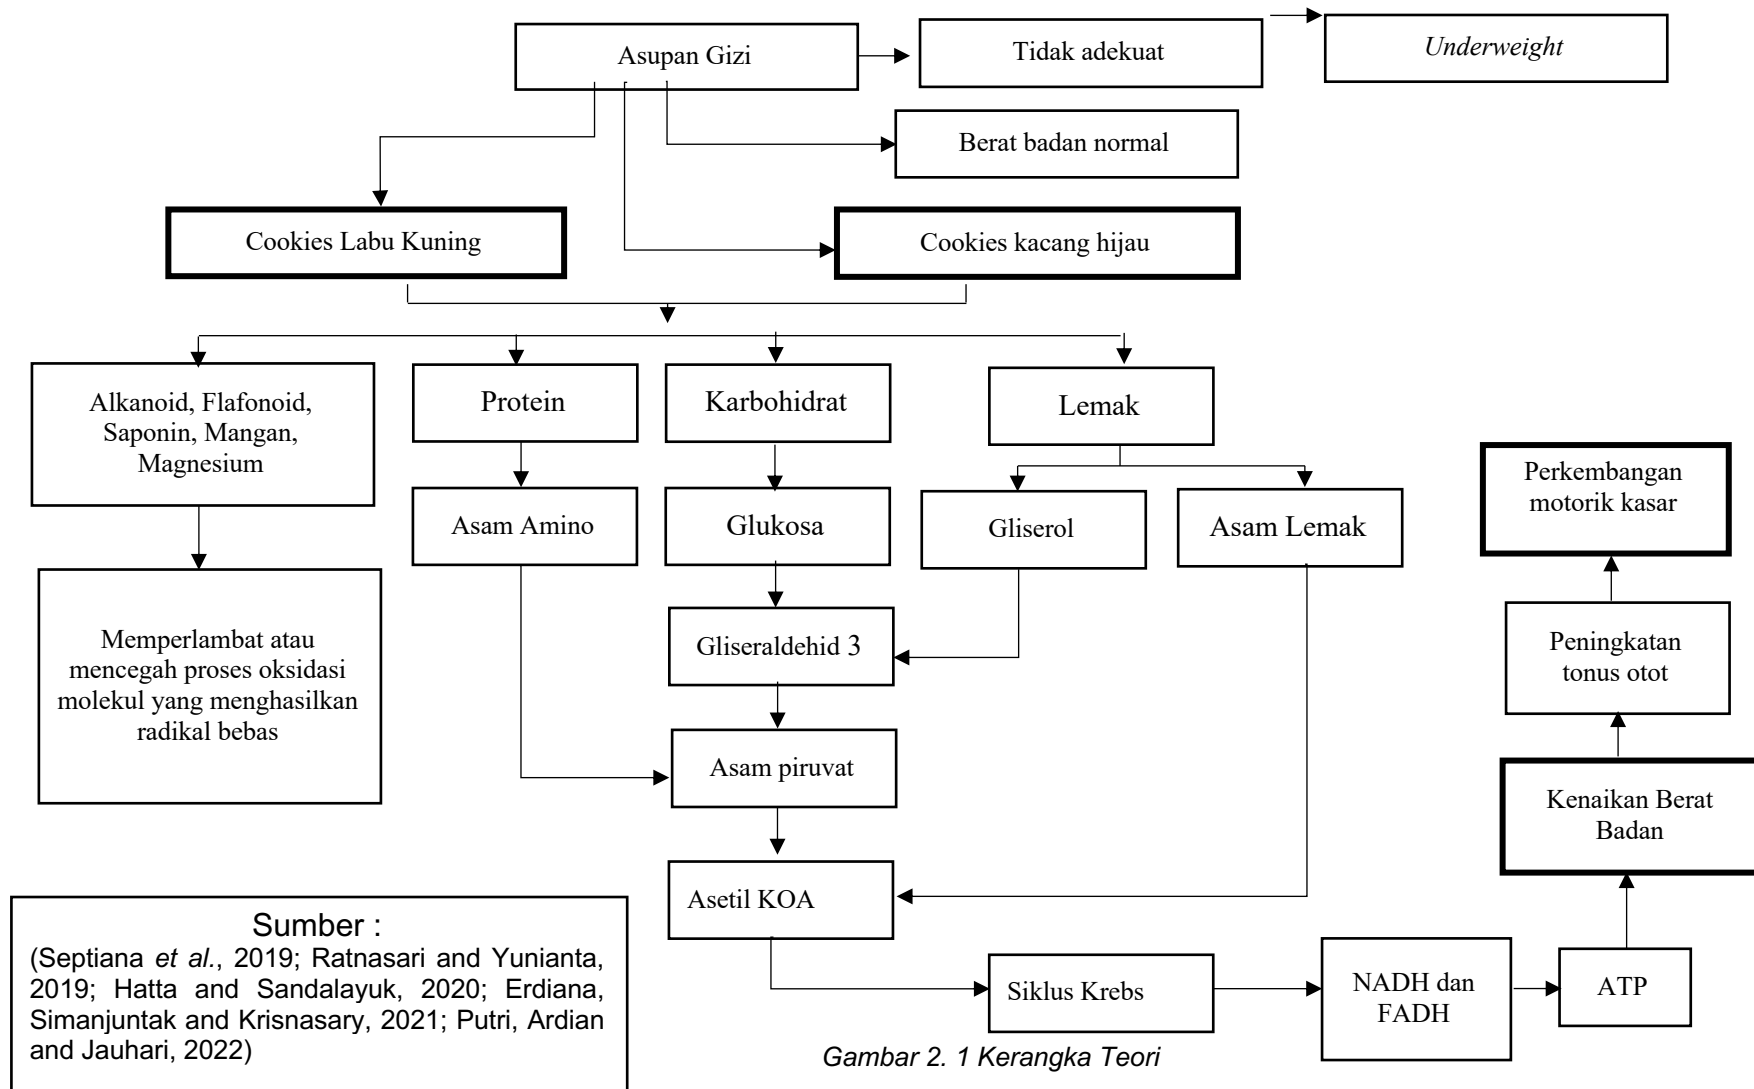 Asupan Gizi
Tidak adekuat
Underweight
Berat badan normal
Cookies Labu Kuning
Cookies kacang hijau
Alkanoid, Flafonoid,
Saponin, Mangan,
Magnesium
Protein
Karbohidrat
Lemak
Perkembangan
motorik kasar
Asam Amino
Glukosa
Gliserol
Asam Lemak
Memperlambat atau
mencegah proses oksidasi
molekul yang menghasilkan
radikal bebas
Gliseraldehid 3
Peningkatan
tonus otot
Asam piruvat
Kenaikan Berat
Badan
Asetil KOA
Sumber :
(Septiana et al., 2019; Ratnasari and Yunianta,
2019; Hatta and Sandalayuk, 2020; Erdiana,
Simanjuntak and Krisnasary, 2021; Putri, Ardian
and Jauhari, 2022)
Siklus Krebs
NADH dan
FADH
ATP
Gambar 2. 1 Kerangka Teori